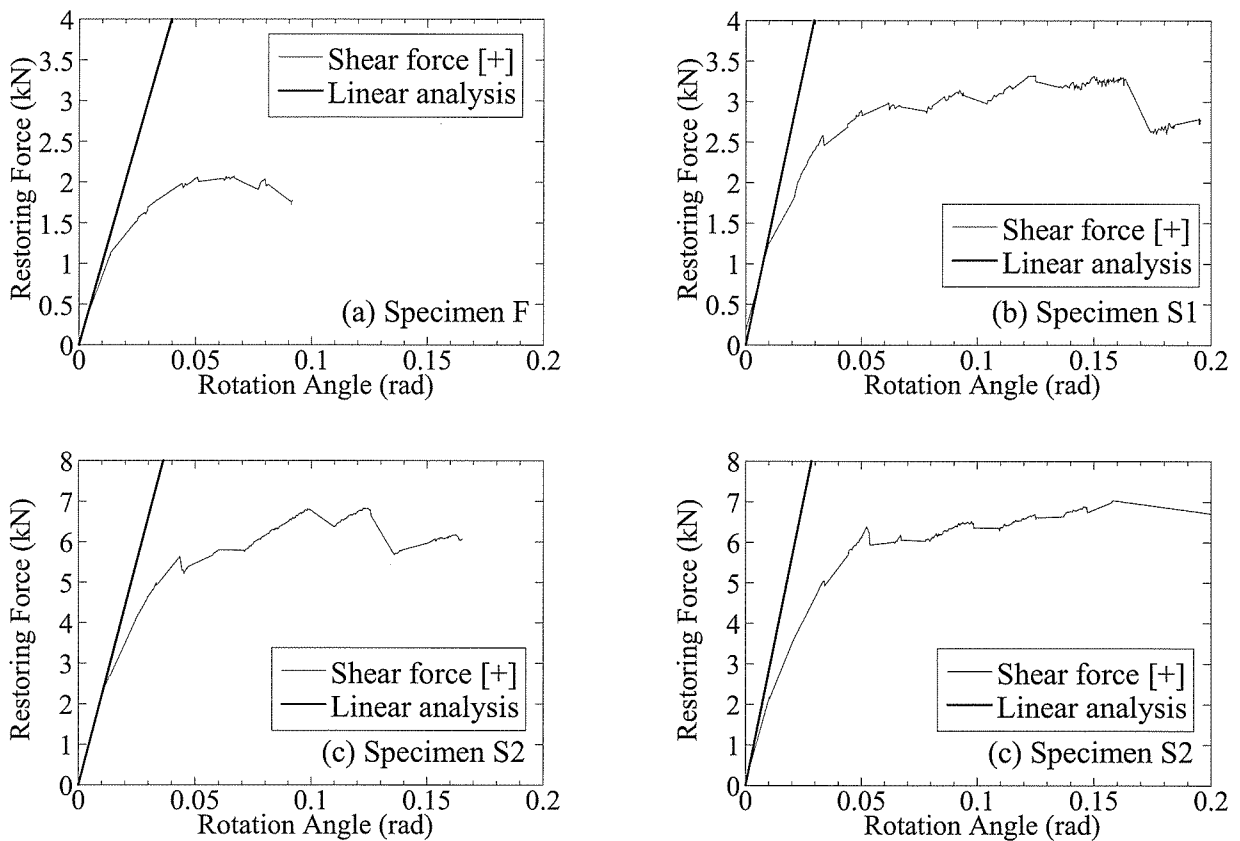 4
3.5
3
2.5
2
1.5
1
0.5
0
Restoring Force (kN)
Shear force [+]
Linear analysis
(a) Specimen F
0 0.05 0.1 0.15 0.2
Rotation Angle (rad)
4
3.5
3
2.5
2
1.5
1
0.5
0
Restoring Force (kN)
Shear force [+]
Linear analysis
(b) Specimen S1
0 0.05 0.1 0.15 0.2
Rotation Angle (rad)
8
7
6
5
4
3
2
1
0
Restoring Force (kN)
Shear force [+]
Linear analysis
(c) Specimen S2
0 0.05 0.1 0.15 0.2
Rotation Angle (rad)
8
7
6
5
4
3
2
1
0
Restoring Force (kN)
Shear force [+]
Linear analysis
(c) Specimen S2
0 0.05 0.1 0.15 0.2
Rotation Angle (rad)